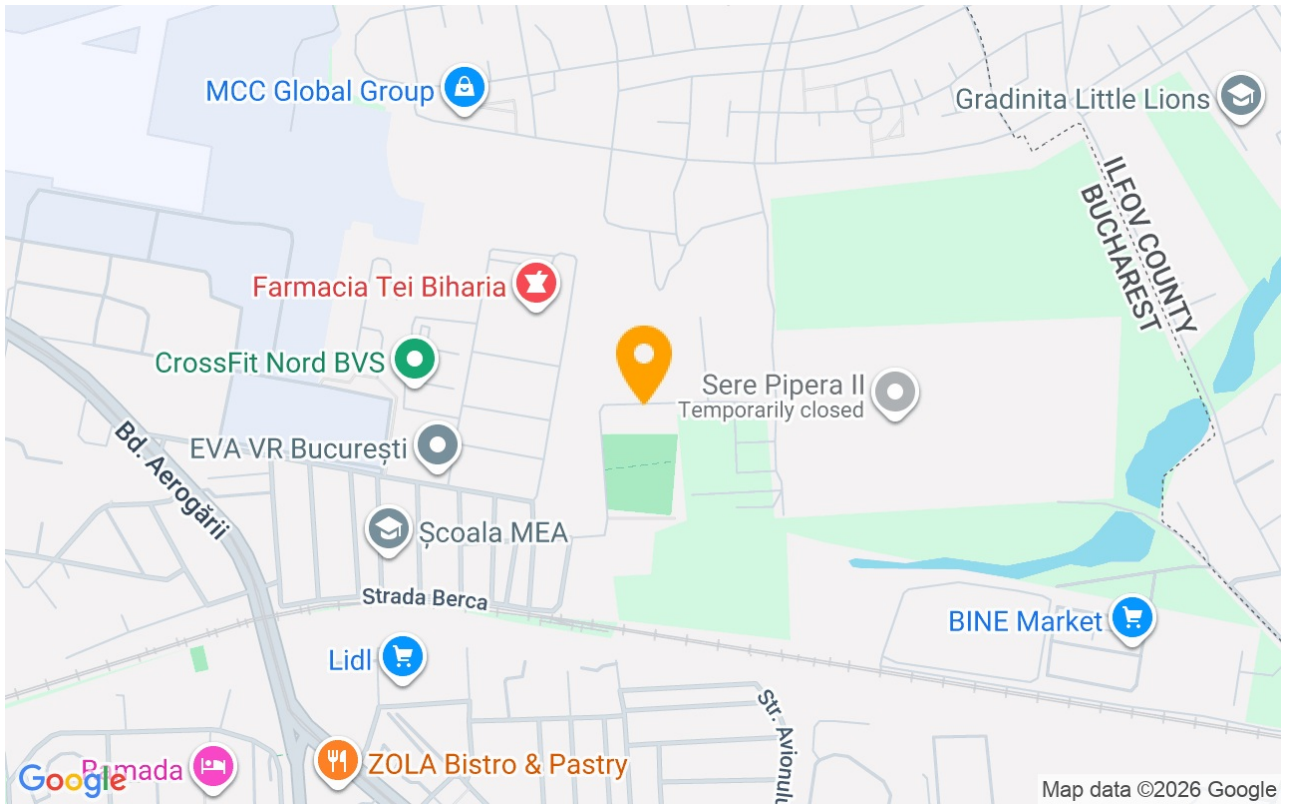 MCC Global Group
Gradinita Little Lions
ILFOV COUNTY
BUCHAREST
Farmacia Tei Biharia
CrossFit Nord BVS
Sere Pipera II
Temporarily closed
Bd. Aerogării
EVA VR București
Școala MEA
Strada Berca
BINE Market
Lidl
Str. Avionulu
ZOLA Bistro & Pastry
Ramada
Google
Map data ©2026 Google